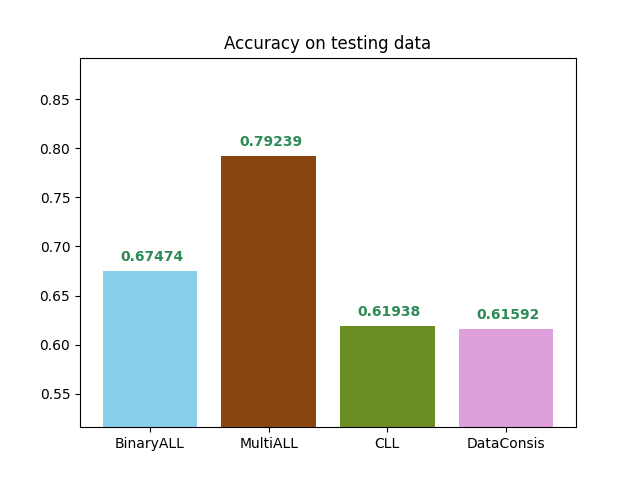 Accuracy on testing data
0.85
0.80
0.75
0.70
0.65
0.60
0.55
0.67474
0.79239
0.61938
0.61592
BinaryALL
MultiALL
CLL
DataConsis